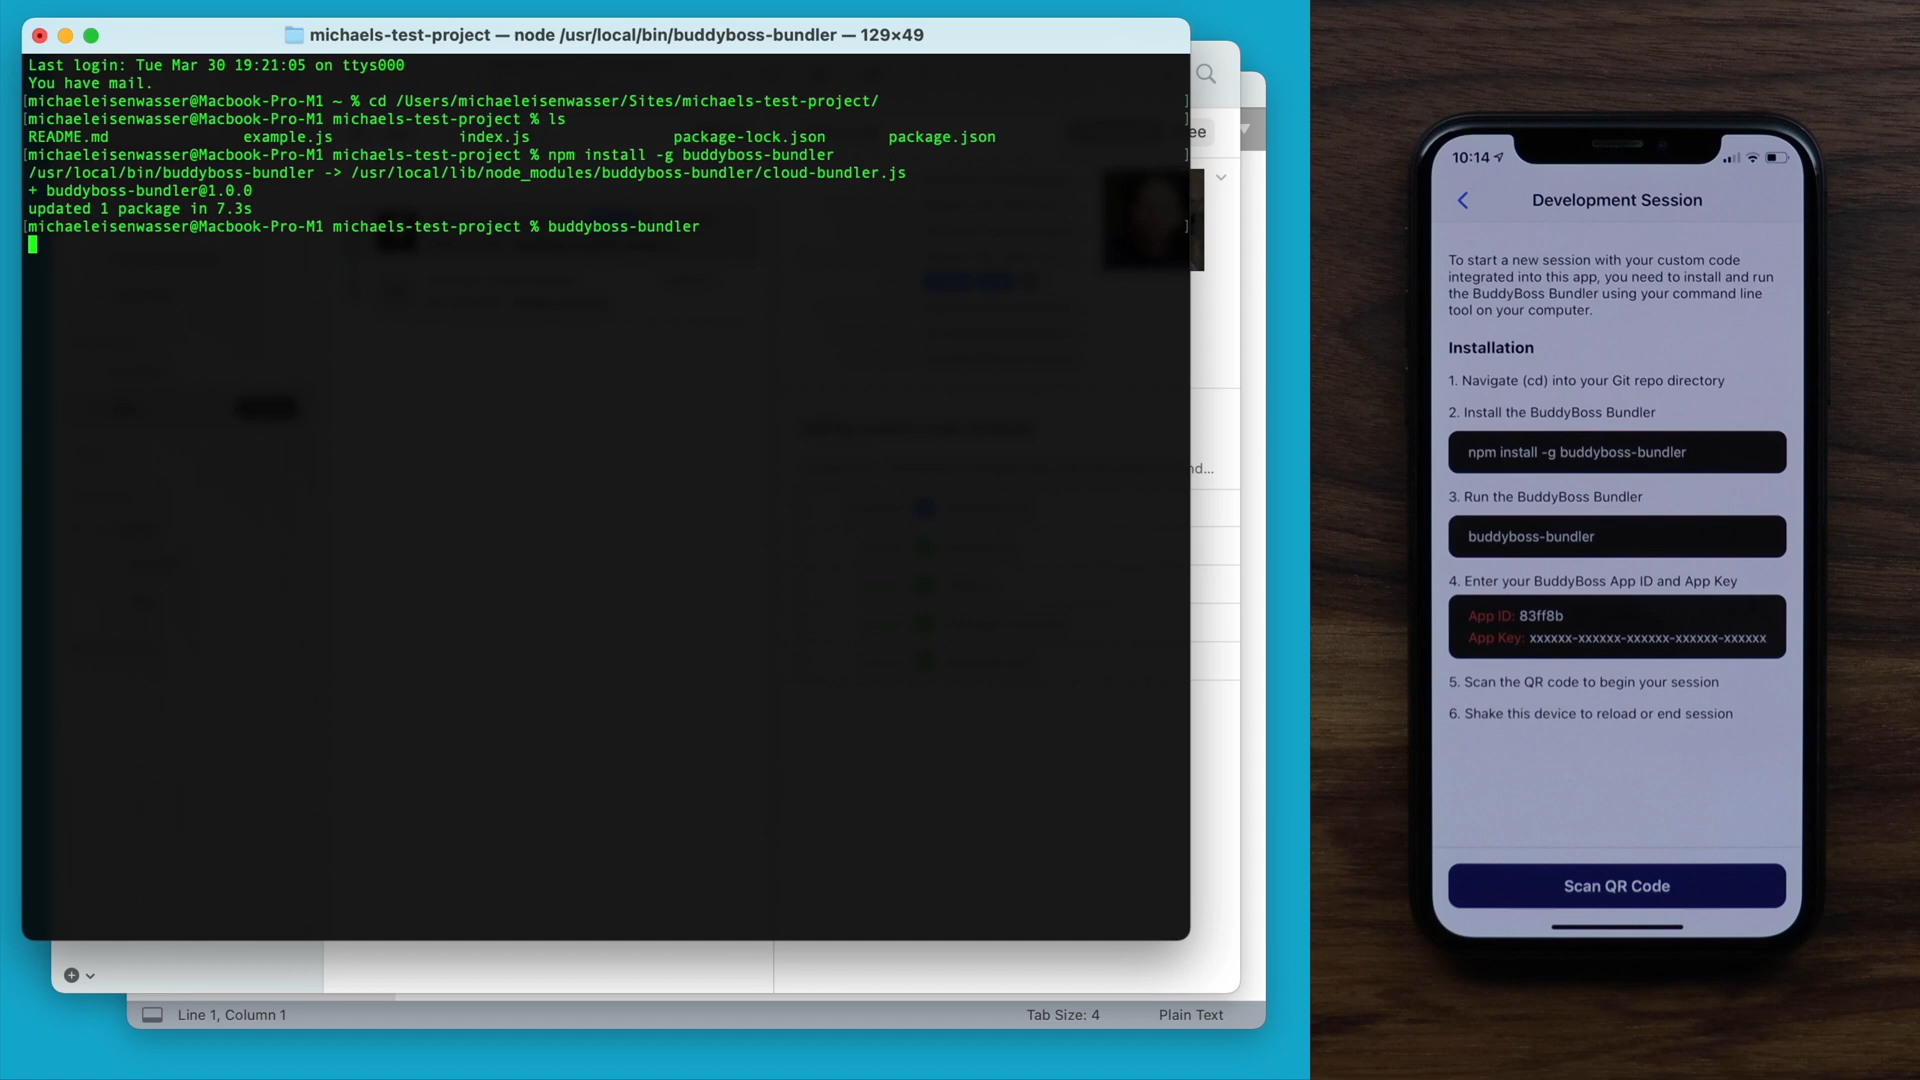 michaels-test-project — node /usr/local/bin/buddyboss-bundler — 129×49
Last login: Tue Mar 30 19:21:05 on ttys000
You have mail.
[michaeleisenwasser@Macbook-Pro-M1 ~ % cd /Users/michaeleisenwasser/Sites/michaels-test-project/ ]
[michaeleisenwasser@Macbook-Pro-M1 michaels-test-project % ls ]
README.md example.js index.js package-lock.json package.json
[michaeleisenwasser@Macbook-Pro-M1 michaels-test-project % npm install -g buddyboss-bundler ]
/usr/local/bin/buddyboss-bundler -> /usr/local/lib/node_modules/buddyboss-bundler/cloud-bundler.js
+ buddyboss-bundler@1.0.0
updated 1 package in 7.3s
[michaeleisenwasser@Macbook-Pro-M1 michaels-test-project % buddyboss-bundler ]
ee
nd...
Line 1, Column 1
Tab Size: 4
Plain Text
10:14
Development Session
To start a new session with your custom code
integrated into this app, you need to install and run
the BuddyBoss Bundler using your command line
tool on your computer.
Installation
1. Navigate (cd) into your Git repo directory
2. Install the BuddyBoss Bundler
npm install -g buddyboss-bundler
3. Run the BuddyBoss Bundler
buddyboss-bundler
4. Enter your BuddyBoss App ID and App Key
App ID: 83ff8b
App Key: xxxxxx-xxxxxx-xxxxxx-xxxxxx-xxxxxx
5. Scan the QR code to begin your session
6. Shake this device to reload or end session
Scan QR Code